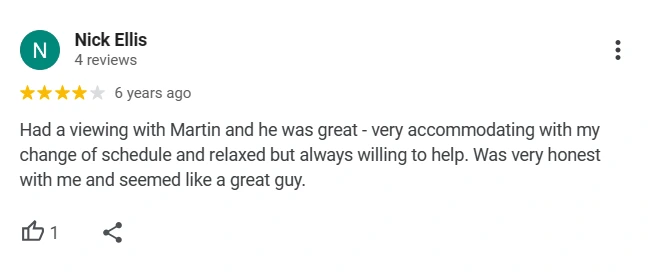 N
Nick Ellis
4 reviews
6 years ago
Had a viewing with Martin and he was great - very accommodating with my
change of schedule and relaxed but always willing to help. Was very honest
with me and seemed like a great guy.
1